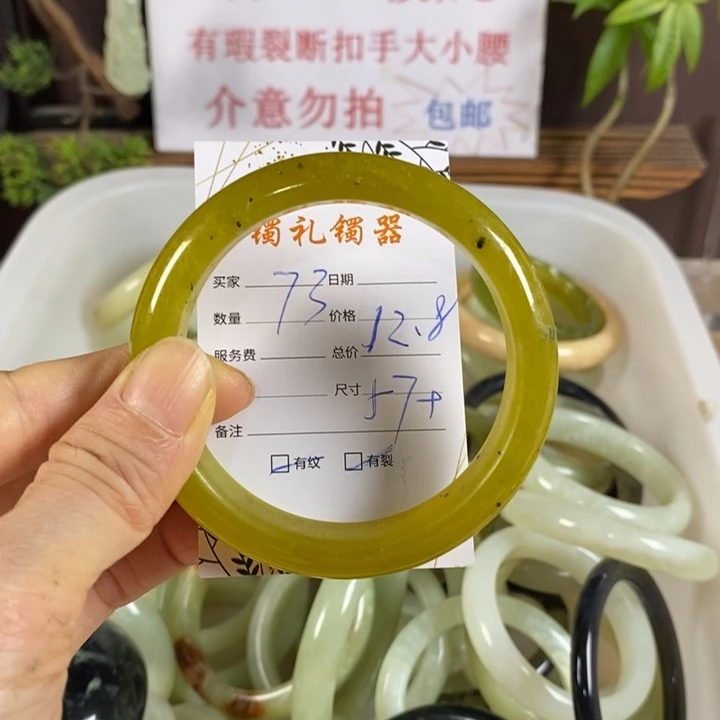 有瑕裂断扣手大小腰
介意勿拍 包邮
镯礼镯器
买家 73 日期
数量 价格 12.8
服务费 总价
尺寸 57+
备注
有纹 有裂